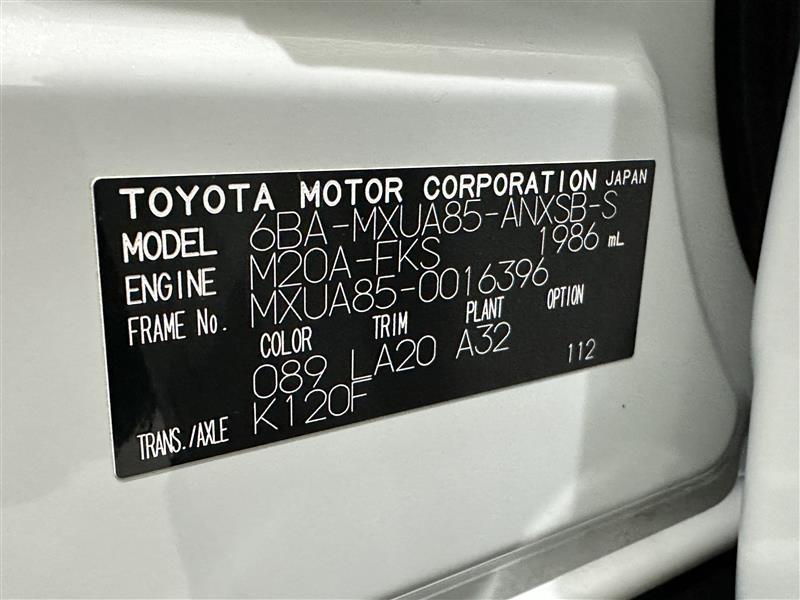 TOYOTA MOTOR CORPORATION JAPAN
MODEL 6BA-MXUA85-ANXSB-S
ENGINE M20A-FKS 1986 mL
FRAME No. MXUA85-0016396
COLOR TRIM PLANT OPTION
089 LA20 A32 112
TRANS./AXLE K120F